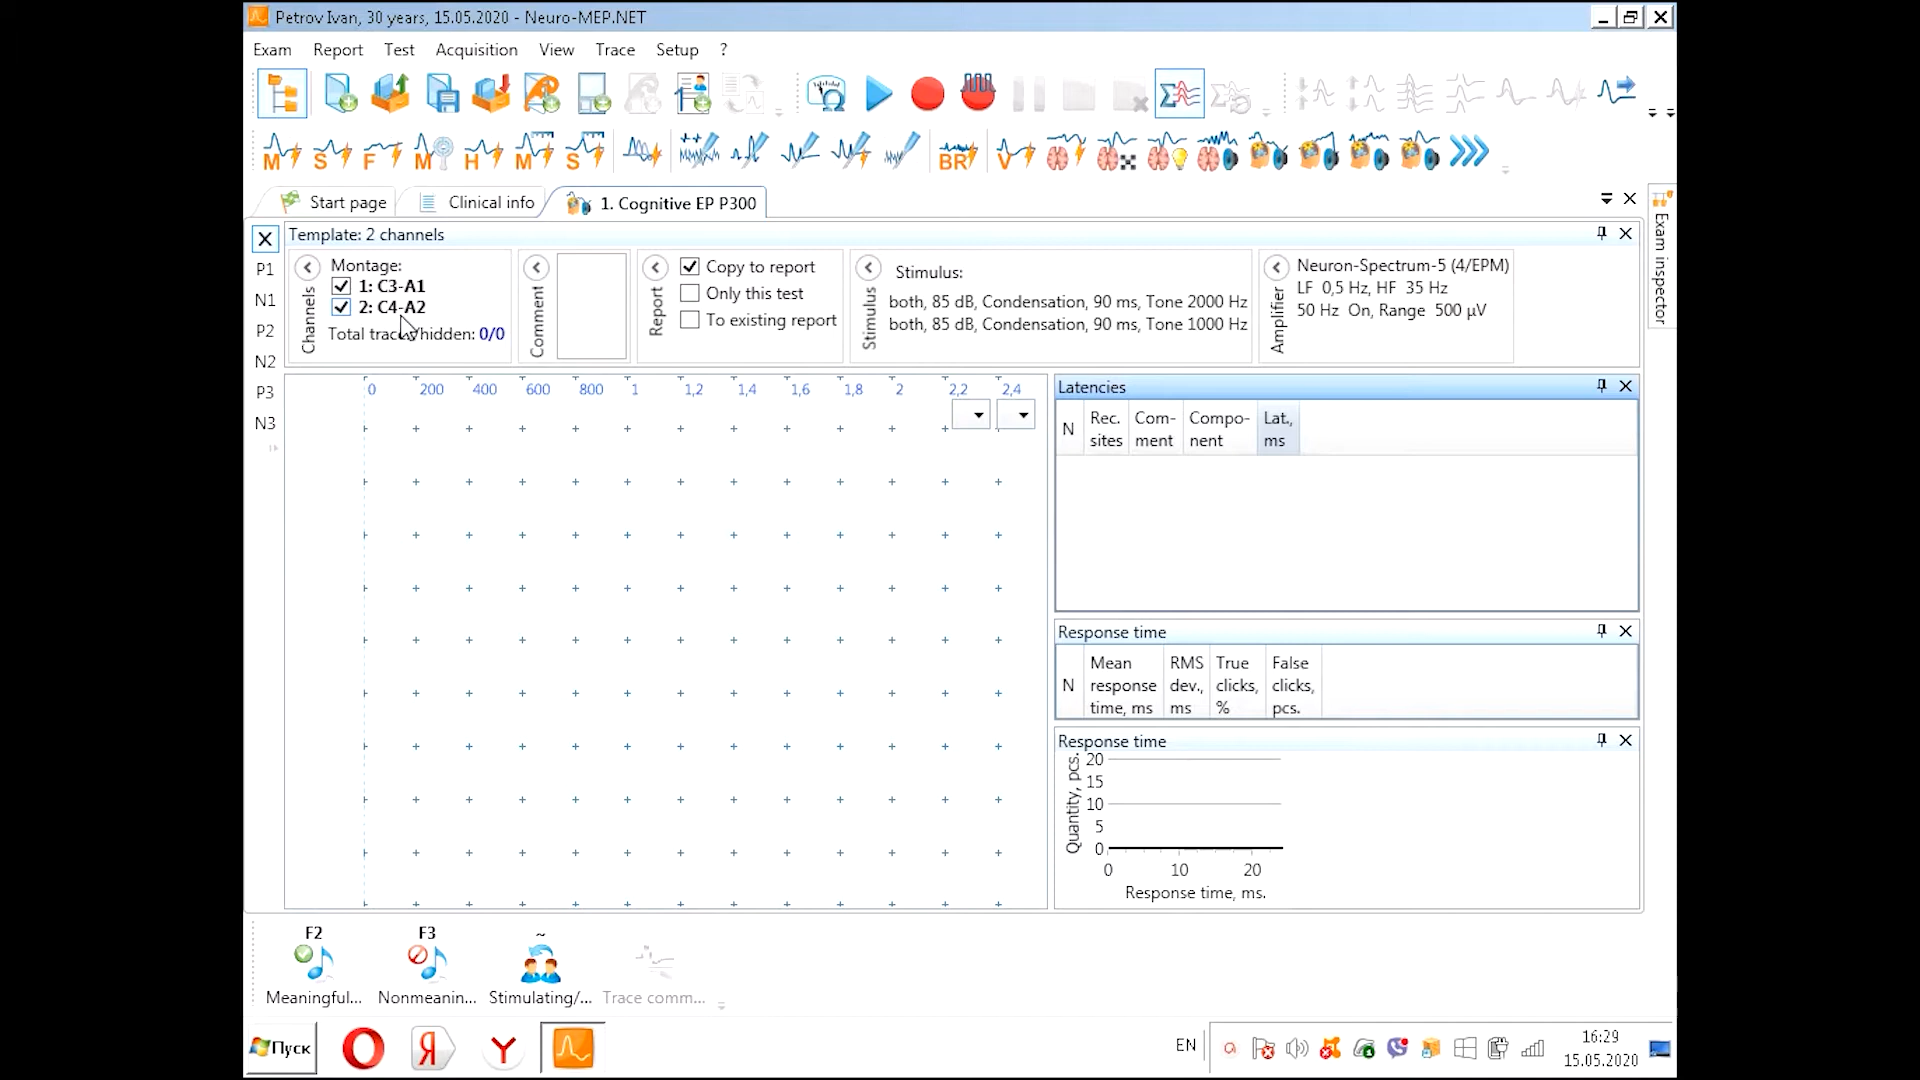 Petrov Ivan, 30 years, 15.05.2020 - Neuro-MEP.NET
Exam Report Test Acquisition View Trace Setup ?
M S F M H M S BR V
Start page Clinical info 1. Cognitive EP P300
Exam inspector
Template: 2 channels
P1
N1
P2
N2
P3
N3
Channels
Montage:
1: C3-A1
2: C4-A2
Total traces/hidden: 0/0
Comment
Report
Copy to report
Only this test
To existing report
Stimulus
Stimulus:
both, 85 dB, Condensation, 90 ms, Tone 2000 Hz
both, 85 dB, Condensation, 90 ms, Tone 1000 Hz
Amplifier
Neuron-Spectrum-5 (4/EPM)
LF 0,5 Hz, HF 35 Hz
50 Hz On, Range 500 µV
0 200 400 600 800 1 1,2 1,4 1,6 1,8 2 2,2 2,4
Latencies
N
Rec. sites
Com-ment
Compo-nent
Lat., ms
Response time
N
Mean response time, ms
RMS dev., ms
True clicks, %
False clicks, pcs.
Response time
Quantity, pcs.
20
15
10
5
0
0 10 20
Response time, ms.
F2 F3 ~
Meaningful... Nonmeanin... Stimulating/... Trace comm...
Пуск Я Y EN 16:29
15.05.2020